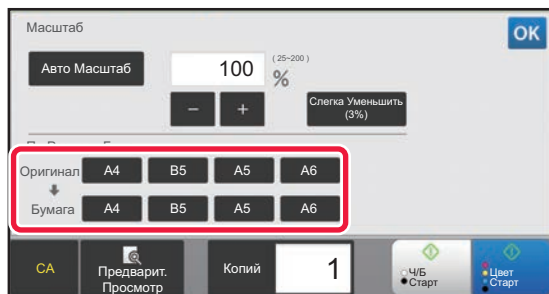 Масштаб
OK
Авто Масштаб
100
(25~200)
%
−
+
Слегка Уменьшить
(3%)
Оригинал
A4
B5
A5
A6
Бумага
A4
B5
A5
A6
CA
Предварит.
Просмотр
Копий
1
Ч/Б
Старт
Цвет
Старт